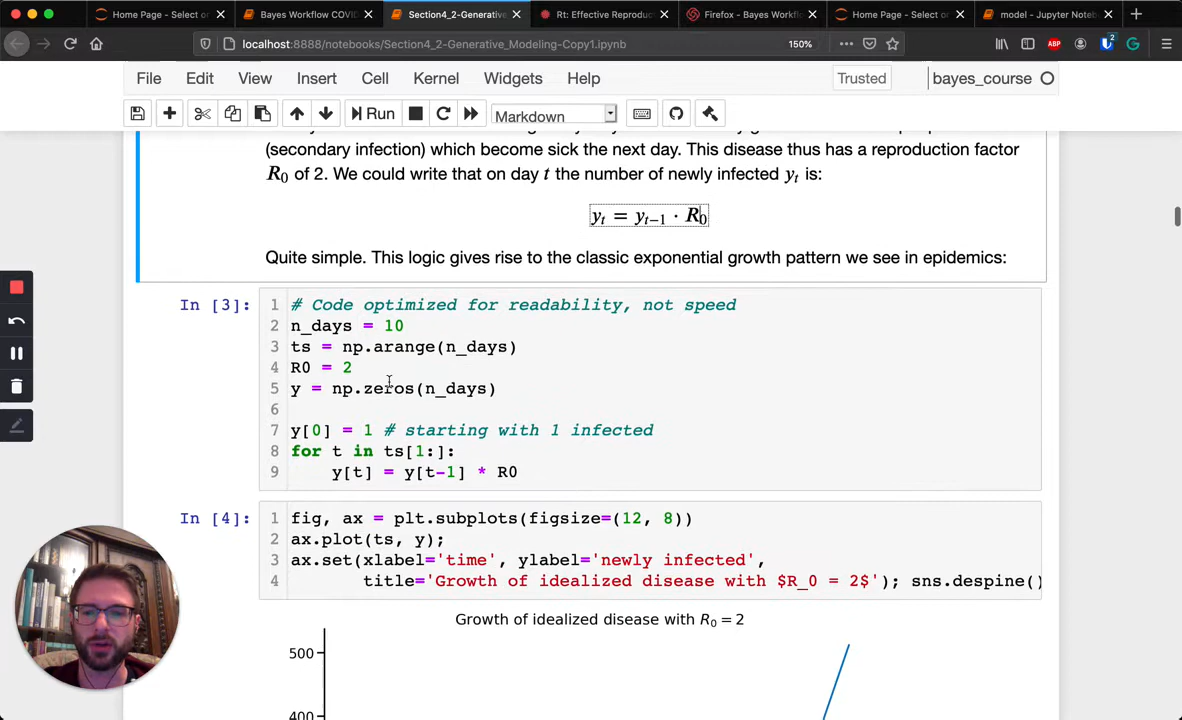 Home Page - Select or
Bayes Workflow COVID
Section4_2-Generative
Rt: Effective Reproduc
Firefox - Bayes Workfl
Home Page - Select or
model - Jupyter Noteb
localhost:8888/notebooks/Section4_2-Generative_Modeling-Copy1.ipynb
150%
ABP
2
File Edit View Insert Cell Kernel Widgets Help
Trusted
bayes_course
Run
Markdown
(secondary infection) which become sick the next day. This disease thus has a reproduction factor
R0 of 2. We could write that on day t the number of newly infected yt is:
yt = yt−1 · R0
Quite simple. This logic gives rise to the classic exponential growth pattern we see in epidemics:
In [3]:
1 # Code optimized for readability, not speed
2 n_days = 10
3 ts = np.arange(n_days)
4 R0 = 2
5 y = np.zeros(n_days)
6
7 y[0] = 1 # starting with 1 infected
8 for t in ts[1:]:
9 y[t] = y[t-1] * R0
In [4]:
1 fig, ax = plt.subplots(figsize=(12, 8))
2 ax.plot(ts, y);
3 ax.set(xlabel='time', ylabel='newly infected',
4 title='Growth of idealized disease with $R_0 = 2$'); sns.despine()
Growth of idealized disease with R0 = 2
500
400